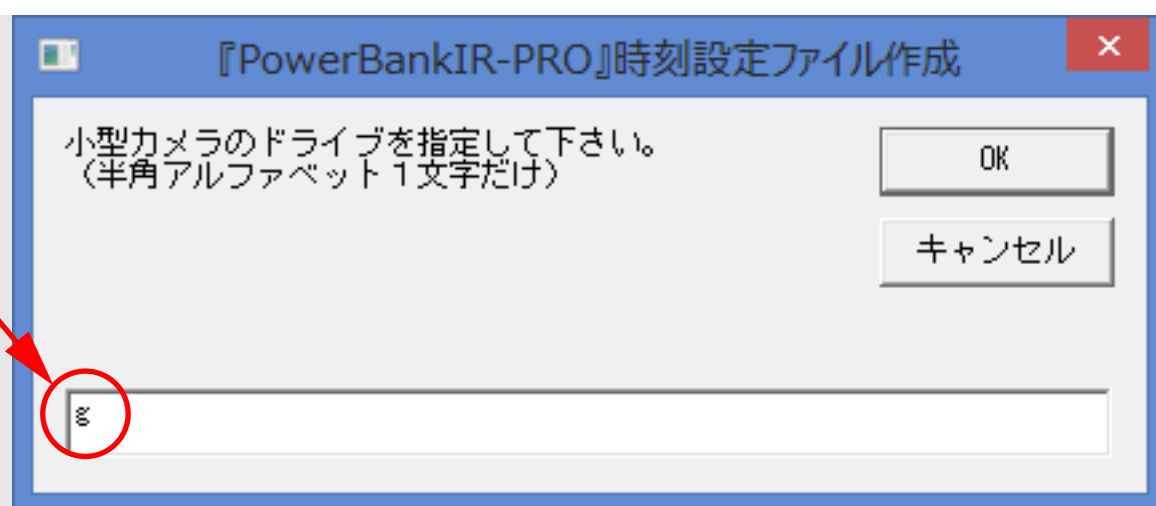 『PowerBankIR-PRO』時刻設定ファイル作成
小型カメラのドライブを指定して下さい。
（半角アルファベット１文字だけ）
OK
キャンセル
g